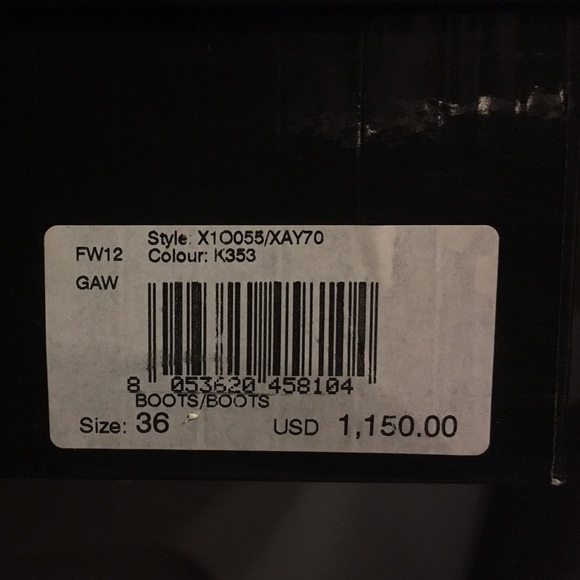 Style: X1O055/XAY70
FW12 Colour: K353
GAW
8 053620 458104
BOOTS/BOOTS
Size: 36 USD 1,150.00